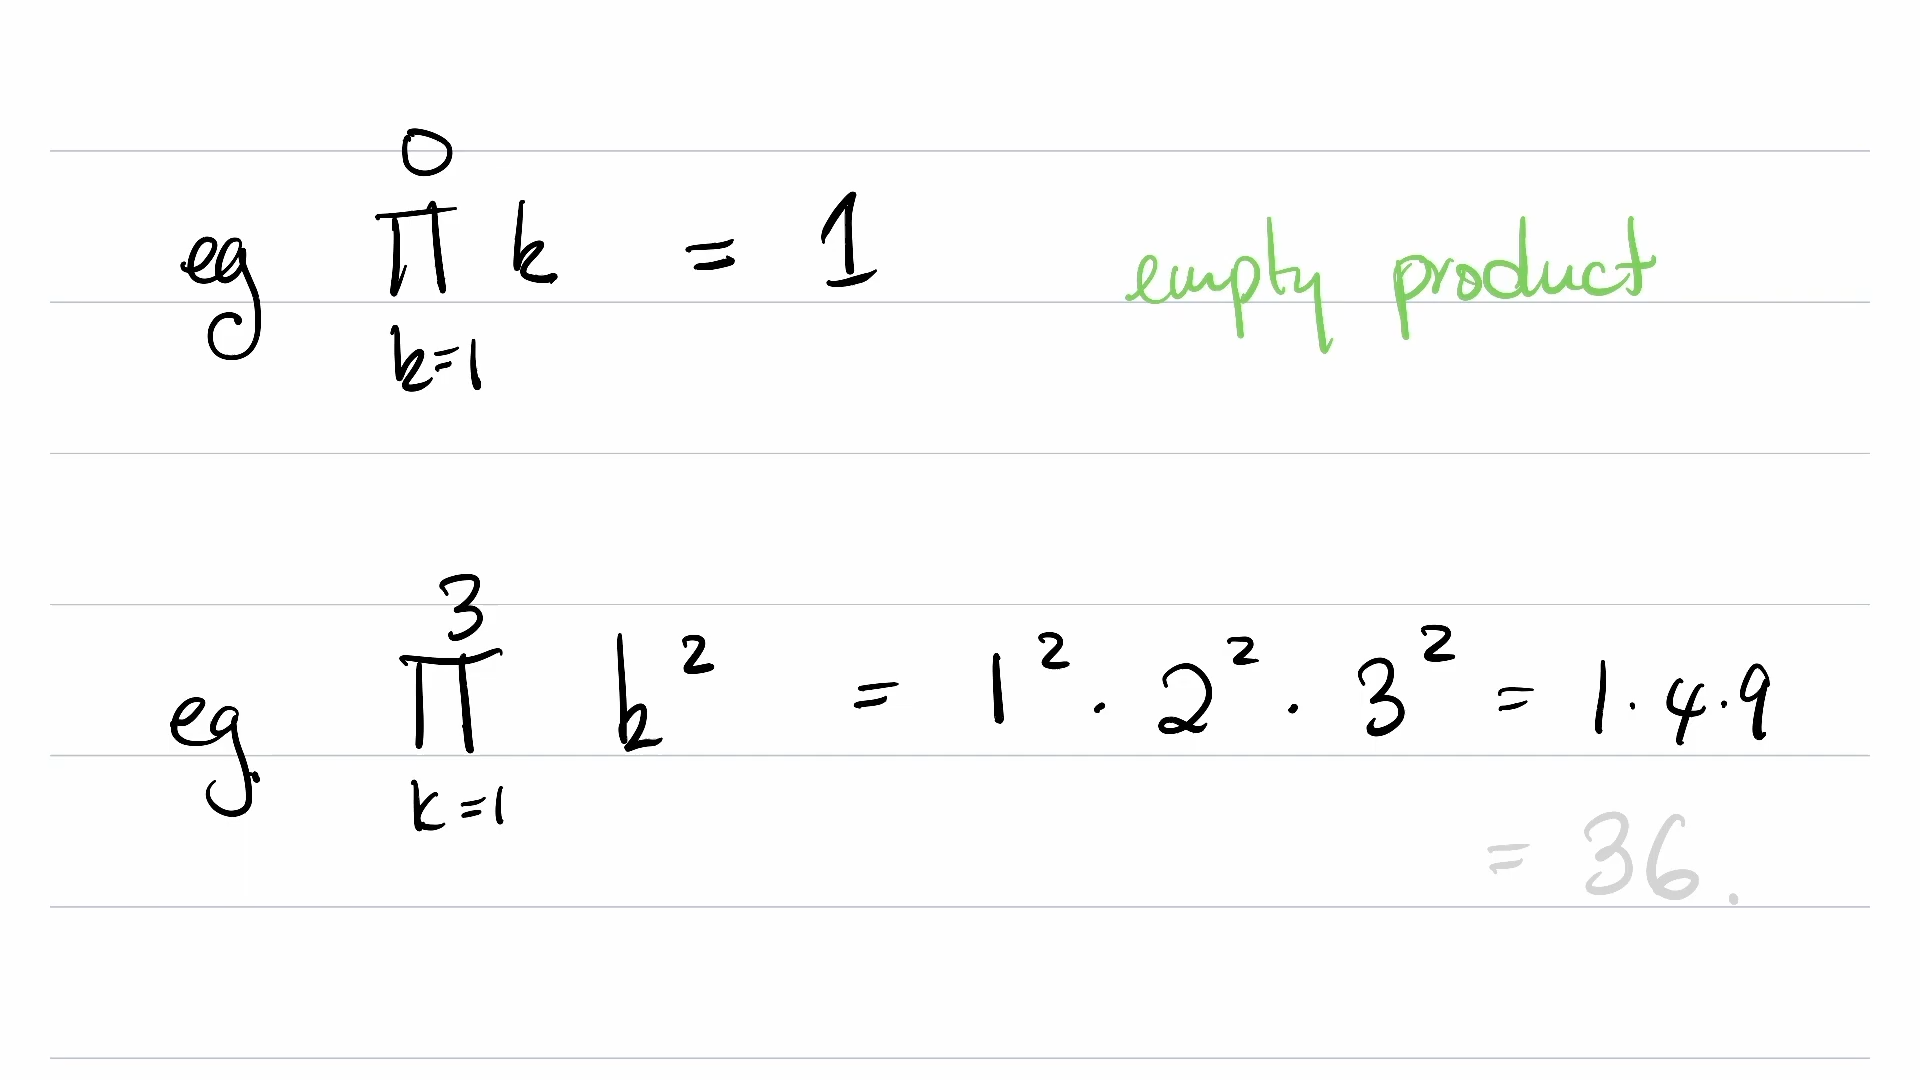 eg ∏_{k=1}^{0} k = 1 empty product
eg. ∏_{k=1}^{3} k² = 1² · 2² · 3² = 1 · 4 · 9
= 36.